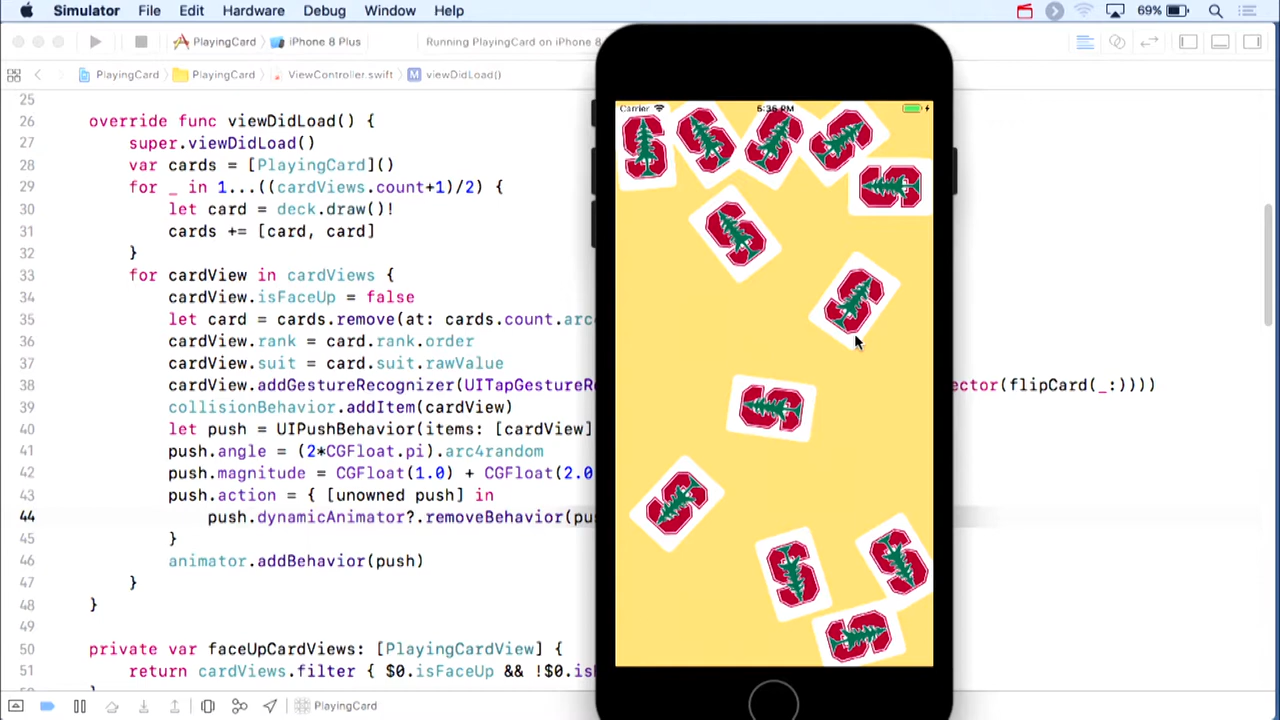 Simulator File Edit Hardware Debug Window Help 69%
PlayingCard iPhone 8 Plus Running PlayingCard on iPhone 8
PlayingCard PlayingCard ViewController.swift M viewDidLoad()
Carrier 5:36 PM
25
26 override func viewDidLoad() {
27 super.viewDidLoad()
28 var cards = [PlayingCard]()
29 for _ in 1...((cardViews.count+1)/2) {
30 let card = deck.draw()!
31 cards += [card, card]
32 }
33 for cardView in cardViews {
34 cardView.isFaceUp = false
35 let card = cards.remove(at: cards.count.arc
36 cardView.rank = card.rank.order
37 cardView.suit = card.suit.rawValue
38 cardView.addGestureRecognizer(UITapGestureRe ector(flipCard(_:))))
39 collisionBehavior.addItem(cardView)
40 let push = UIPushBehavior(items: [cardView]
41 push.angle = (2*CGFloat.pi).arc4random
42 push.magnitude = CGFloat(1.0) + CGFloat(2.0
43 push.action = { [unowned push] in
44 push.dynamicAnimator?.removeBehavior(pus
45 }
46 animator.addBehavior(push)
47 }
48 }
49
50 private var faceUpCardViews: [PlayingCardView] {
51 return cardViews.filter { $0.isFaceUp && !$0.is
PlayingCard